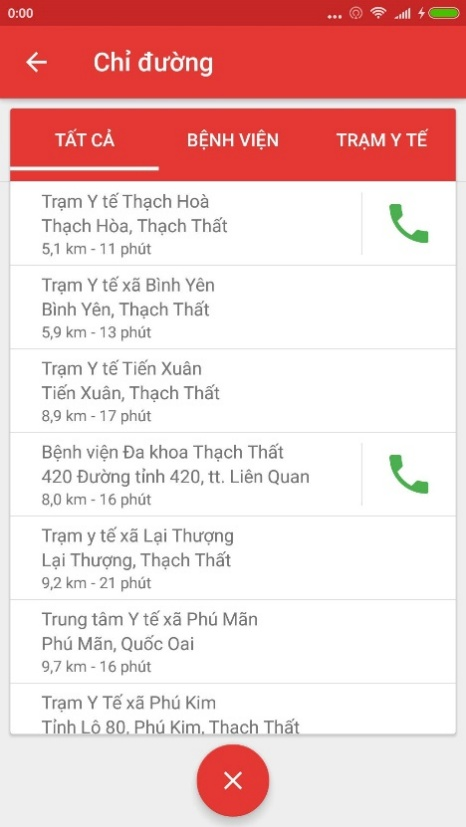 0:00
Chỉ đường
TẤT CẢ
BỆNH VIỆN
TRẠM Y TẾ
Trạm Y tế Thạch Hoà
Thạch Hòa, Thạch Thất
5,1 km - 11 phút
Trạm Y tế xã Bình Yên
Bình Yên, Thạch Thất
5,9 km - 13 phút
Trạm Y tế Tiến Xuân
Tiến Xuân, Thạch Thất
8,9 km - 17 phút
Bệnh viện Đa khoa Thạch Thất
420 Đường tỉnh 420, tt. Liên Quan
8,0 km - 16 phút
Trạm y tế xã Lại Thượng
Lại Thượng, Thạch Thất
9,2 km - 21 phút
Trung tâm Y tế xã Phú Mãn
Phú Mãn, Quốc Oai
9,7 km - 16 phút
Trạm Y Tế xã Phú Kim
Tỉnh Lộ 80, Phú Kim, Thạch Thất